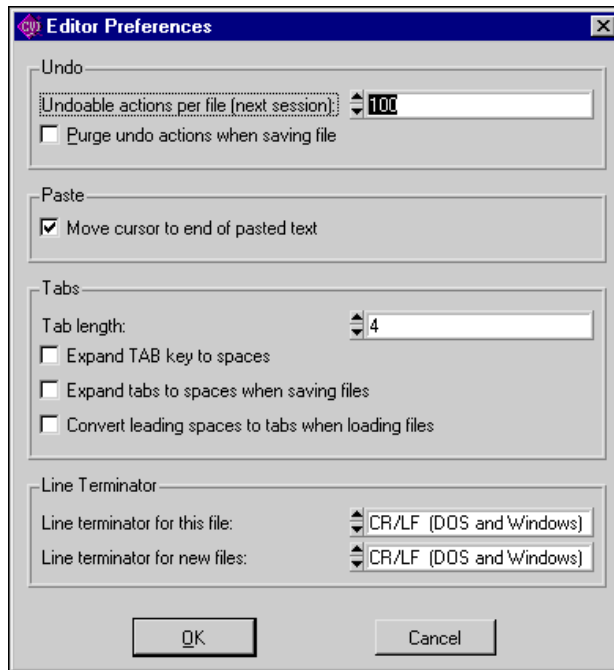 CVI Editor Preferences
Undo
Undoable actions per file (next session): 100
Purge undo actions when saving file
Paste
Move cursor to end of pasted text
Tabs
Tab length: 4
Expand TAB key to spaces
Expand tabs to spaces when saving files
Convert leading spaces to tabs when loading files
Line Terminator
Line terminator for this file: CR/LF (DOS and Windows)
Line terminator for new files: CR/LF (DOS and Windows)
OK Cancel